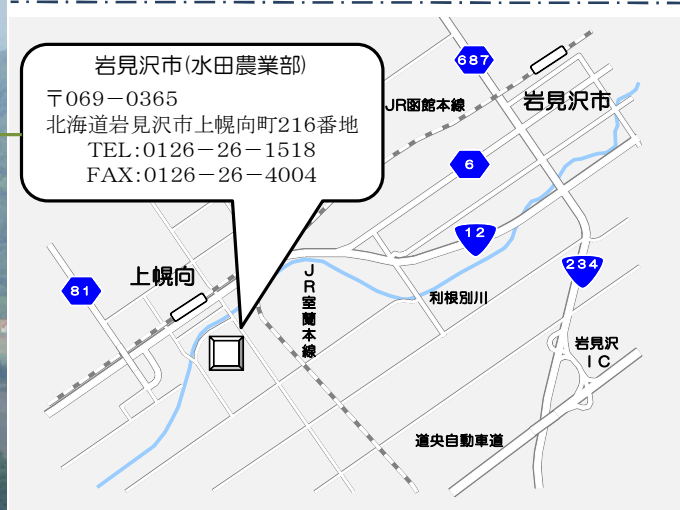 岩見沢市(水田農業部)
〒069－0365
北海道岩見沢市上幌向町216番地
TEL:0126－26－1518
FAX:0126－26－4004
687
JR函館本線
岩見沢市
6
12
234
上幌向
81
JR室蘭本線
利根別川
岩見沢
IC
道央自動車道